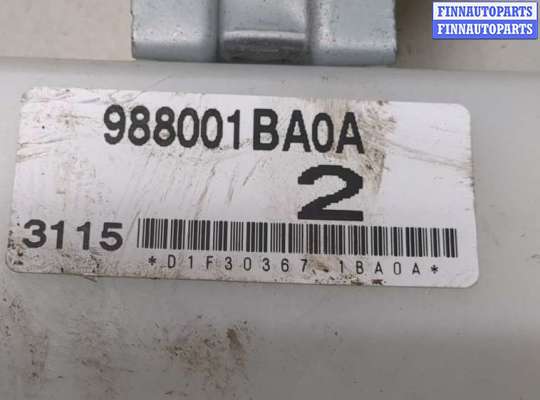 FINNAUTOPARTS
FINNAUTOPARTS
988001BA0A
2
3115
*D1F30367-1BA0A*